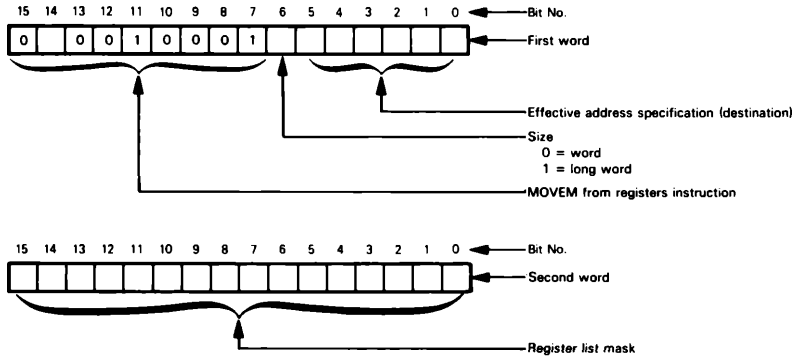 15 14 13 12 11 10 9 8 7 6 5 4 3 2 1 0 Bit No.
0 0 0 1 0 0 0 1 First word
Effective address specification (destination)
Size
0 = word
1 = long word
MOVEM from registers instruction
15 14 13 12 11 10 9 8 7 6 5 4 3 2 1 0 Bit No.
Second word
Register list mask